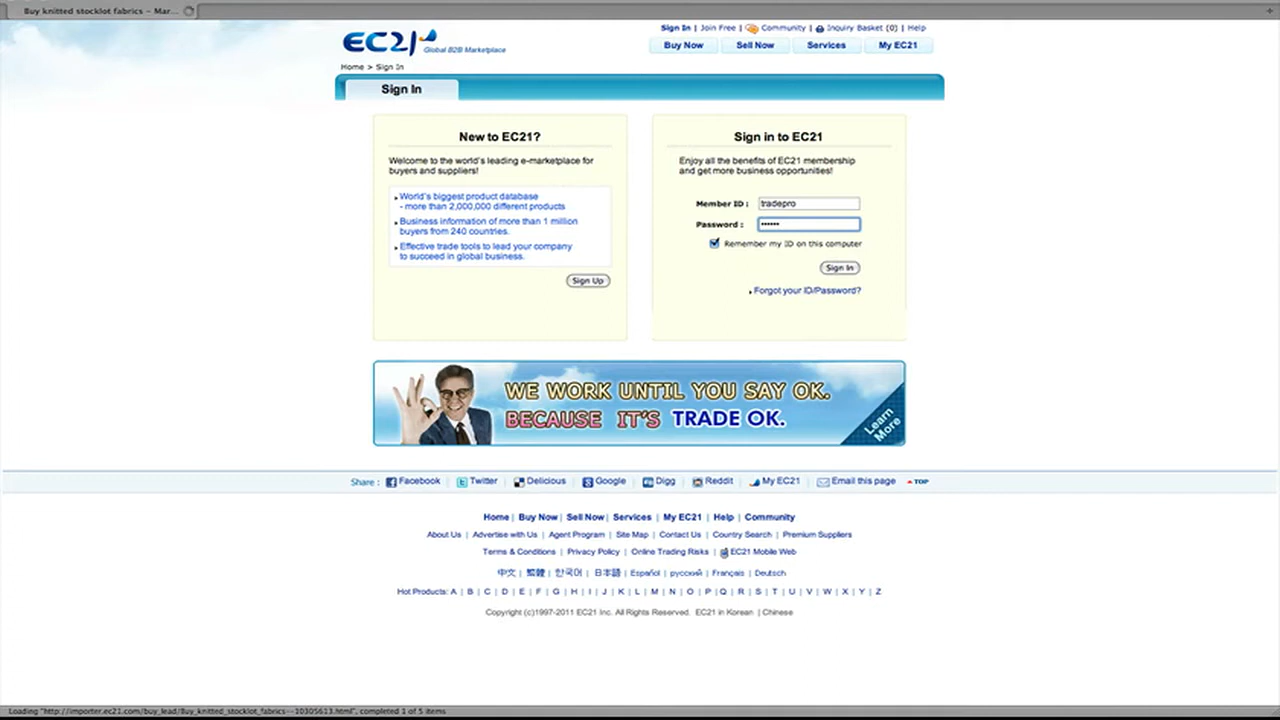 Buy knitted stocklot fabrics – Mar...
Sign In | Join Free | Community | Inquiry Basket (0) | Help
EC21 Global B2B Marketplace
Buy Now Sell Now Services My EC21
Home > Sign In
Sign In
New to EC21?
Welcome to the world's leading e-marketplace for
buyers and suppliers!
World's biggest product database
- more than 2,000,000 different products
Business information of more than 1 million
buyers from 240 countries.
Effective trade tools to lead your company
to succeed in global business.
Sign Up
Sign in to EC21
Enjoy all the benefits of EC21 membership
and get more business opportunities!
Member ID : tradepro
Password : ••••••
Remember my ID on this computer
Sign In
Forgot your ID/Password?
WE WORK UNTIL YOU SAY OK.
BECAUSE IT'S TRADE OK.
Learn
More
Share : Facebook | Twitter | Delicious | Google | Digg | Reddit | My EC21 | Email this page TOP
Home | Buy Now | Sell Now | Services | My EC21 | Help | Community
About Us | Advertise with Us | Agent Program | Site Map | Contact Us | Country Search | Premium Suppliers
Terms & Conditions | Privacy Policy | Online Trading Risks | EC21 Mobile Web
中文 | 繁體 | 한국어 | 日本語 | Español | русский | Français | Deutsch
Hot Products: A | B | C | D | E | F | G | H | I | J | K | L | M | N | O | P | Q | R | S | T | U | V | W | X | Y | Z
Copyright (c)1997-2011 EC21 Inc. All Rights Reserved. EC21 in Korean | Chinese
Loading "http://importer.ec21.com/buy_lead/Buy_knitted_stocklot_fabrics--10305613.html", completed 1 of 5 items